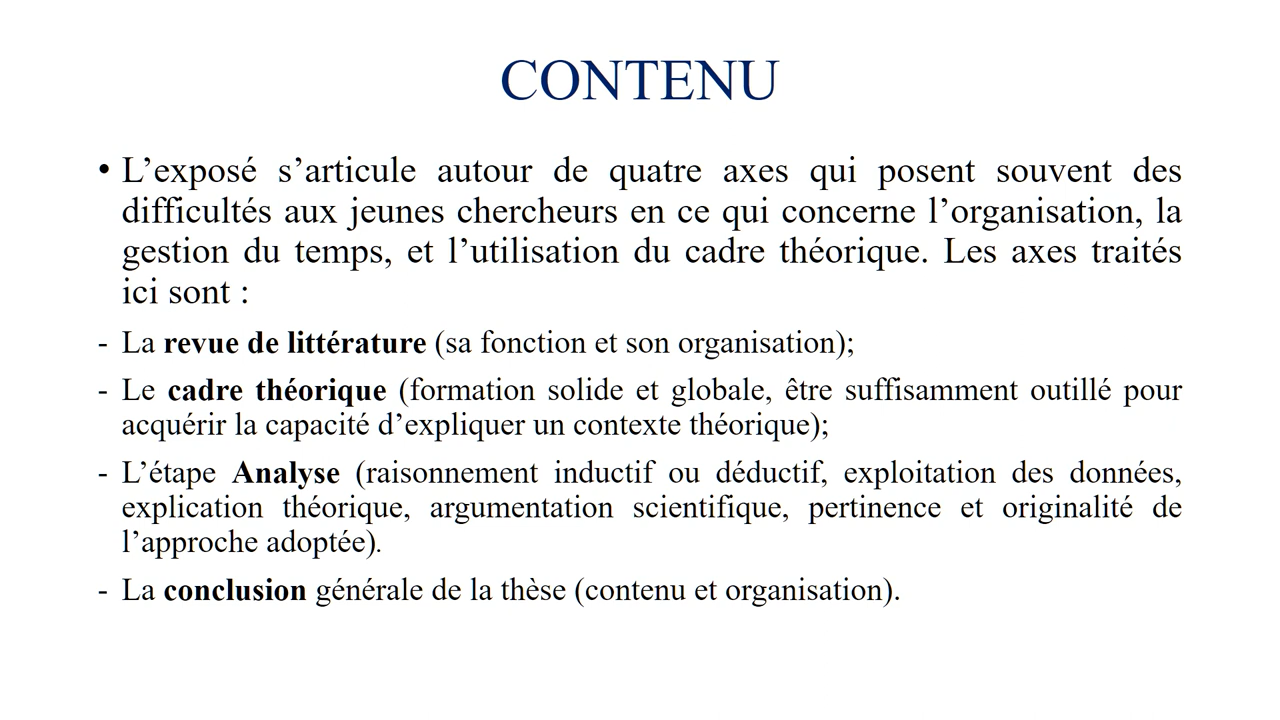 CONTENU
• L’exposé s’articule autour de quatre axes qui posent souvent des
difficultés aux jeunes chercheurs en ce qui concerne l’organisation, la
gestion du temps, et l’utilisation du cadre théorique. Les axes traités
ici sont :
- La revue de littérature (sa fonction et son organisation);
- Le cadre théorique (formation solide et globale, être suffisamment outillé pour
acquérir la capacité d’expliquer un contexte théorique);
- L’étape Analyse (raisonnement inductif ou déductif, exploitation des données,
explication théorique, argumentation scientifique, pertinence et originalité de
l’approche adoptée).
- La conclusion générale de la thèse (contenu et organisation).